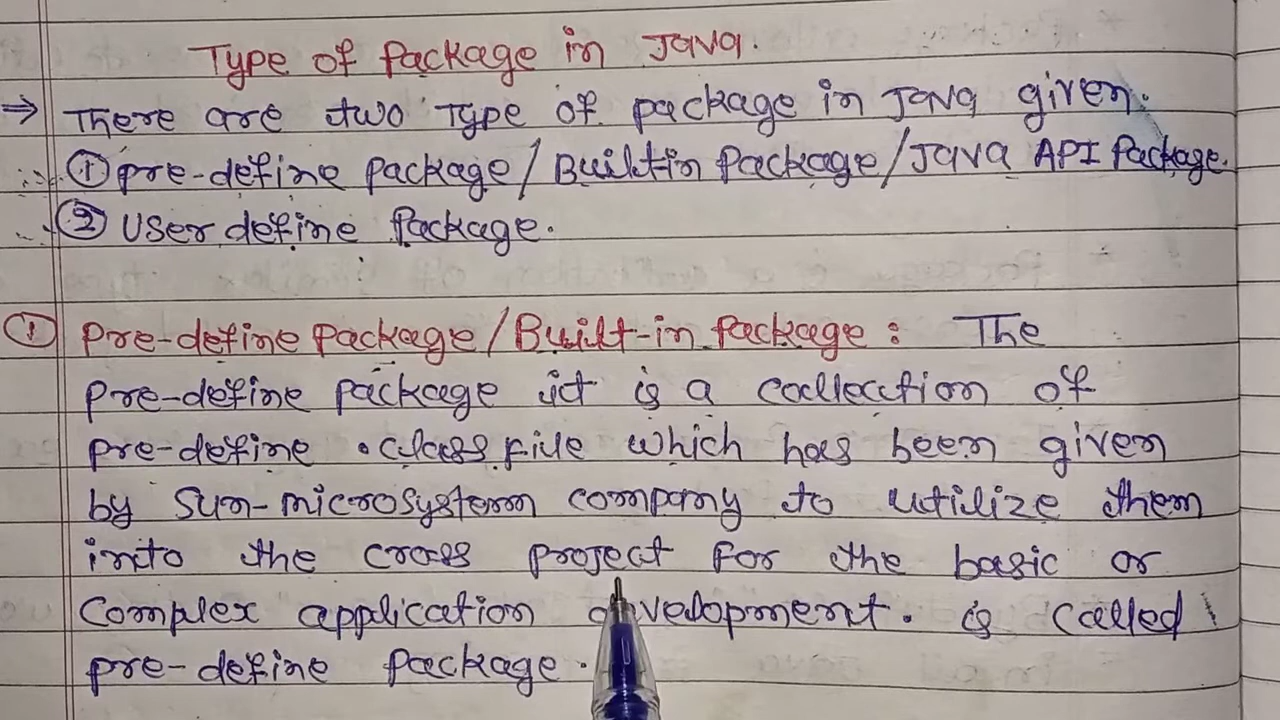 Type of Package in Java.
⇒ There are two Type of package in Java given.
① pre-define package/Built-in Package/Java API Package.
② User define Package.
① Pre-define Package/Built-in Package: The
pre-define package it is a collection of
pre-define .class file which has been given
by Sun-microsystem company to utilize them
into the cross project for the basic or
complex application development. is called
pre-define package.